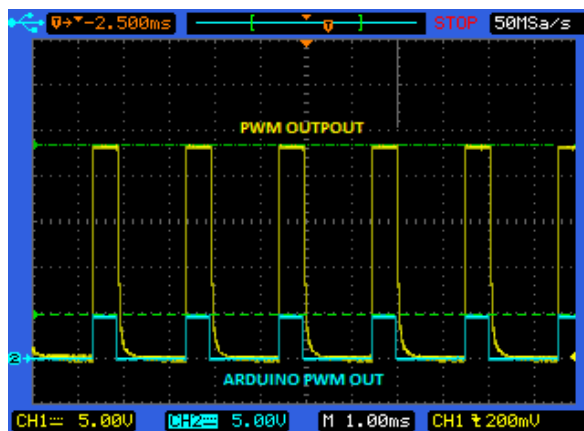 -2.500ms STOP 50MSa/s
PWM OUTPOUT
2
ARDUINO PWM OUT
CH1 5.00V CH2 5.00V M 1.00ms CH1 200mV